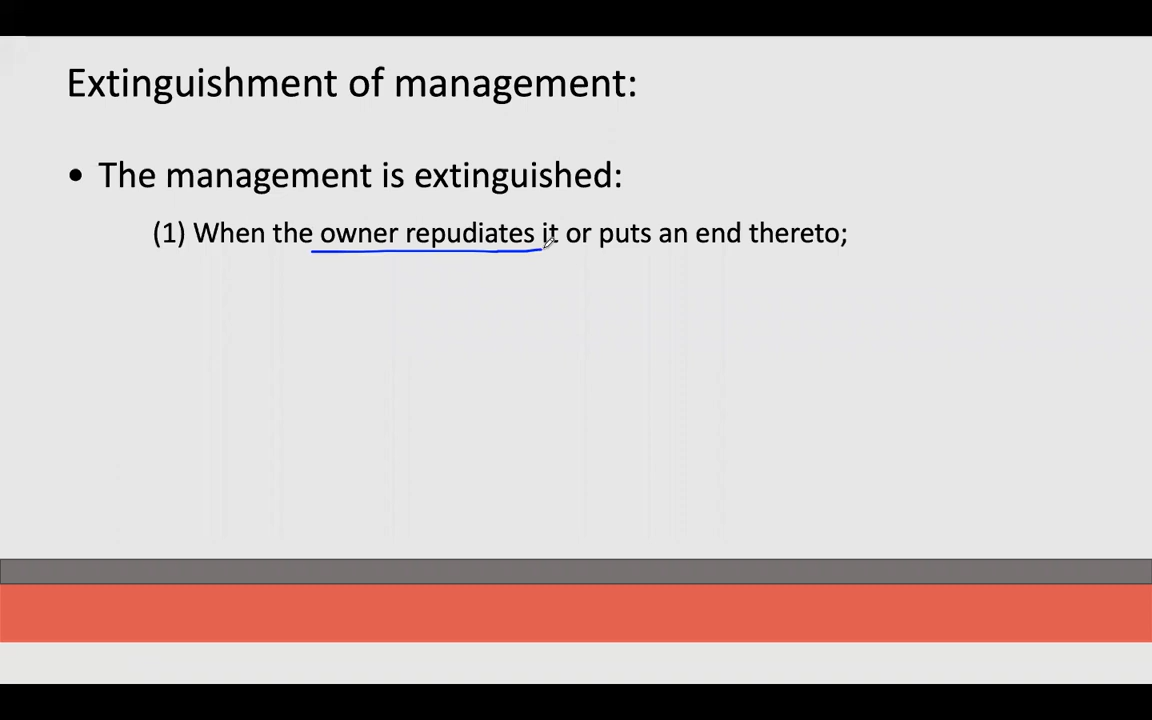 Extinguishment of management:
• The management is extinguished:
(1) When the owner repudiates it or puts an end thereto;